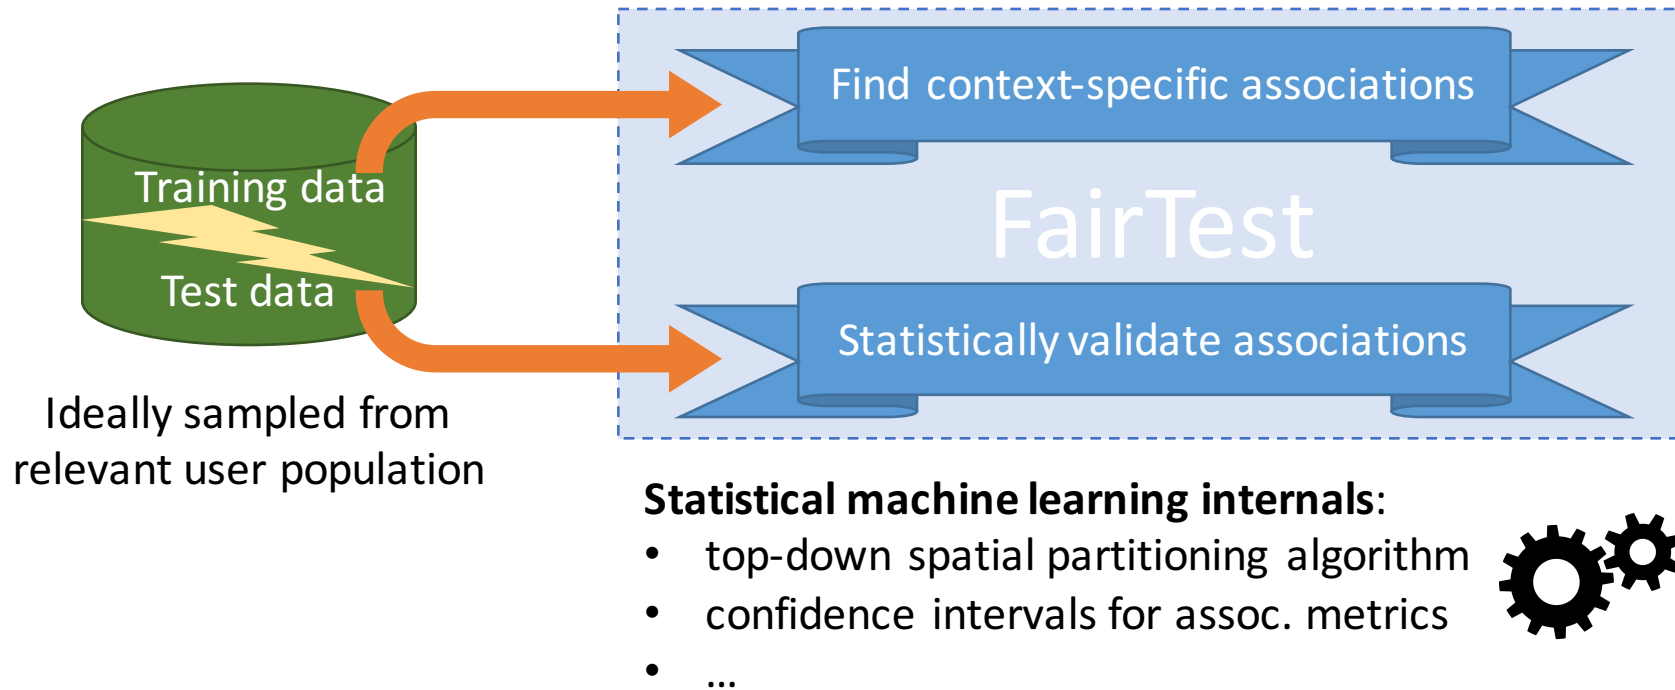 Training data
Test data
Ideally sampled from
relevant user population
Find context-specific associations
FairTest
Statistically validate associations
Statistical machine learning internals:
• top-down spatial partitioning algorithm
• confidence intervals for assoc. metrics
• …